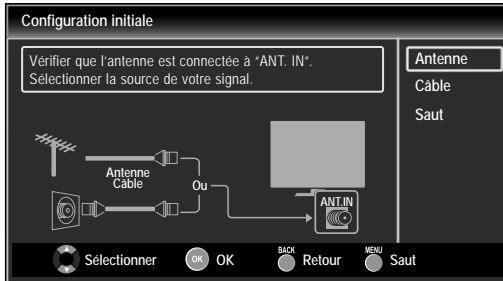 Configuration initiale
Vérifier que l'antenne est connectée à "ANT. IN".
Sélectionner la source de votre signal.
Antenne
Câble
Saut
Antenne
Câble
Ou
ANT.IN
Sélectionner
OK
OK
BACK
Retour
MENU
Saut